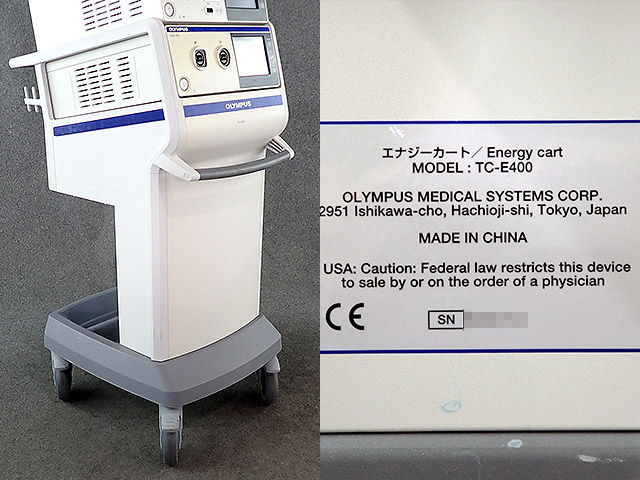 OLYMPUS
OLYMPUS
エナジーカート/ Energy cart
MODEL : TC-E400
OLYMPUS MEDICAL SYSTEMS CORP.
2951 Ishikawa-cho, Hachioji-shi, Tokyo, Japan
MADE IN CHINA
USA: Caution: Federal law restricts this device
to sale by or on the order of a physician
CE
SN